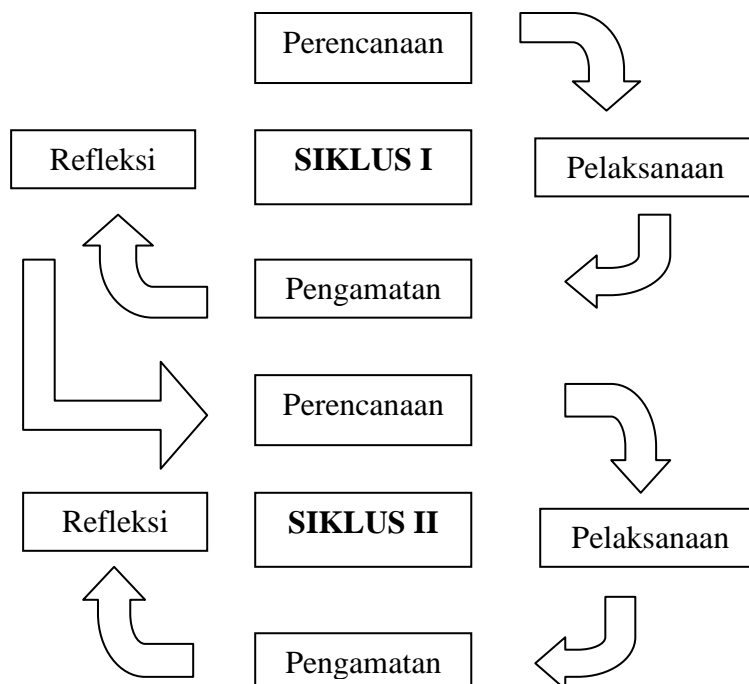 Perencanaan
Refleksi
SIKLUS I
Pelaksanaan
Pengamatan
Perencanaan
Refleksi
SIKLUS II
Pelaksanaan
Pengamatan